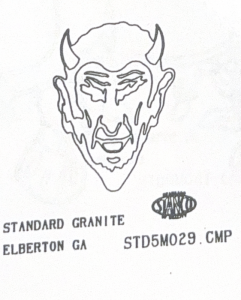 STANDARD GRANITE
ELBERTON GA STD5M029.CMP